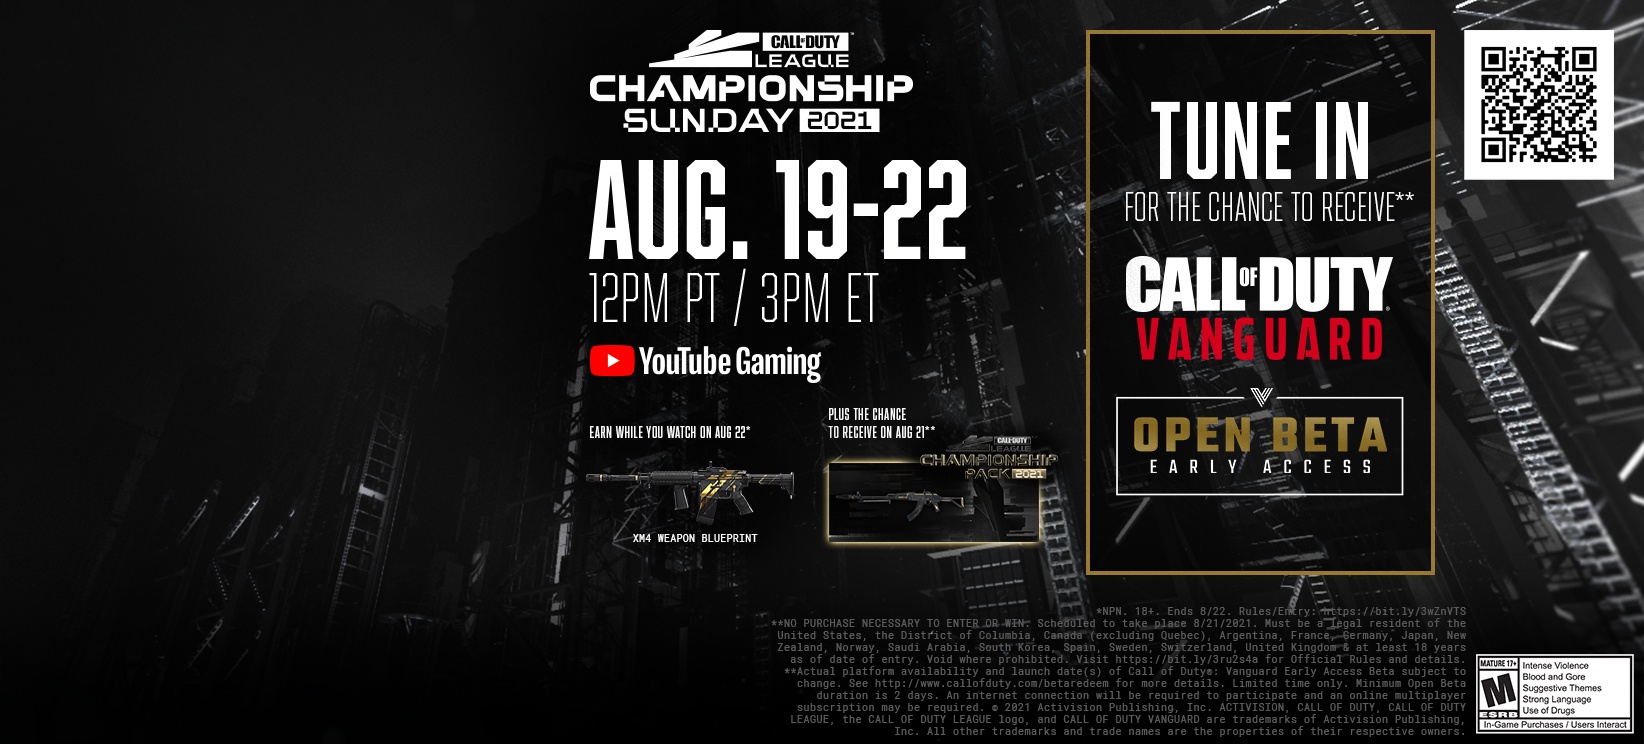 CALL OF DUTY
LEAGUE
CHAMPIONSHIP
SUNDAY 2021
AUG. 19-22
12PM PT / 3PM ET
YouTube Gaming
EARN WHILE YOU WATCH ON AUG 22*
XM4 WEAPON BLUEPRINT
PLUS THE CHANCE
TO RECEIVE ON AUG 21**
CALL OF DUTY
LEAGUE
CHAMPIONSHIP
PACK 2021
TUNE IN
FOR THE CHANCE TO RECEIVE**
CALL OF DUTY
VANGUARD
OPEN BETA
EARLY ACCESS
*NPN. 18+. Ends 8/22. Rules/Entry: https://bit.ly/3wZnVTS
**NO PURCHASE NECESSARY TO ENTER OR WIN. Scheduled to take place 8/21/2021. Must be a legal resident of the
United States, the District of Columbia, Canada (excluding Quebec), Argentina, France, Germany, Japan, New
Zealand, Norway, Saudi Arabia, South Korea, Spain, Sweden, Switzerland, United Kingdom & at least 18 years
as of date of entry. Void where prohibited. Visit https://bit.ly/3ru2s4a for Official Rules and details.
**Actual platform availability and launch date(s) of Call of Duty®: Vanguard Early Access Beta subject to
change. See http://www.callofduty.com/betaredeem for more details. Limited time only. Minimum Open Beta
duration is 2 days. An internet connection will be required to participate and an online multiplayer
subscription may be required. © 2021 Activision Publishing, Inc. ACTIVISION, CALL OF DUTY, CALL OF DUTY
LEAGUE, the CALL OF DUTY LEAGUE logo, and CALL OF DUTY VANGUARD are trademarks of Activision Publishing,
Inc. All other trademarks and trade names are the properties of their respective owners.
MATURE 17+
M
ESRB
Intense Violence
Blood and Gore
Suggestive Themes
Strong Language
Use of Drugs
In-Game Purchases / Users Interact